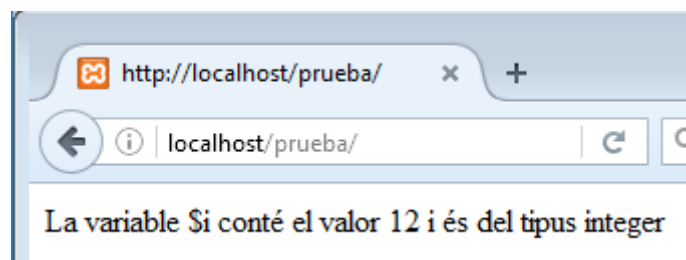 http://localhost/prueba/
localhost/prueba/
La variable $i conté el valor 12 i és del tipus integer